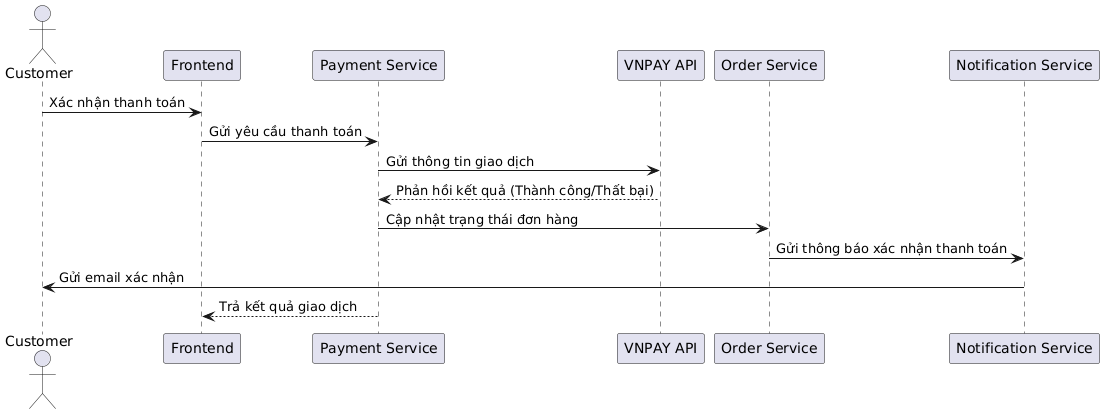 Customer
Frontend
Payment Service
VNPAY API
Order Service
Notification Service
Xác nhận thanh toán
Gửi yêu cầu thanh toán
Gửi thông tin giao dịch
Phản hồi kết quả (Thành công/Thất bại)
Cập nhật trạng thái đơn hàng
Gửi thông báo xác nhận thanh toán
Gửi email xác nhận
Trả kết quả giao dịch
Customer
Frontend
Payment Service
VNPAY API
Order Service
Notification Service